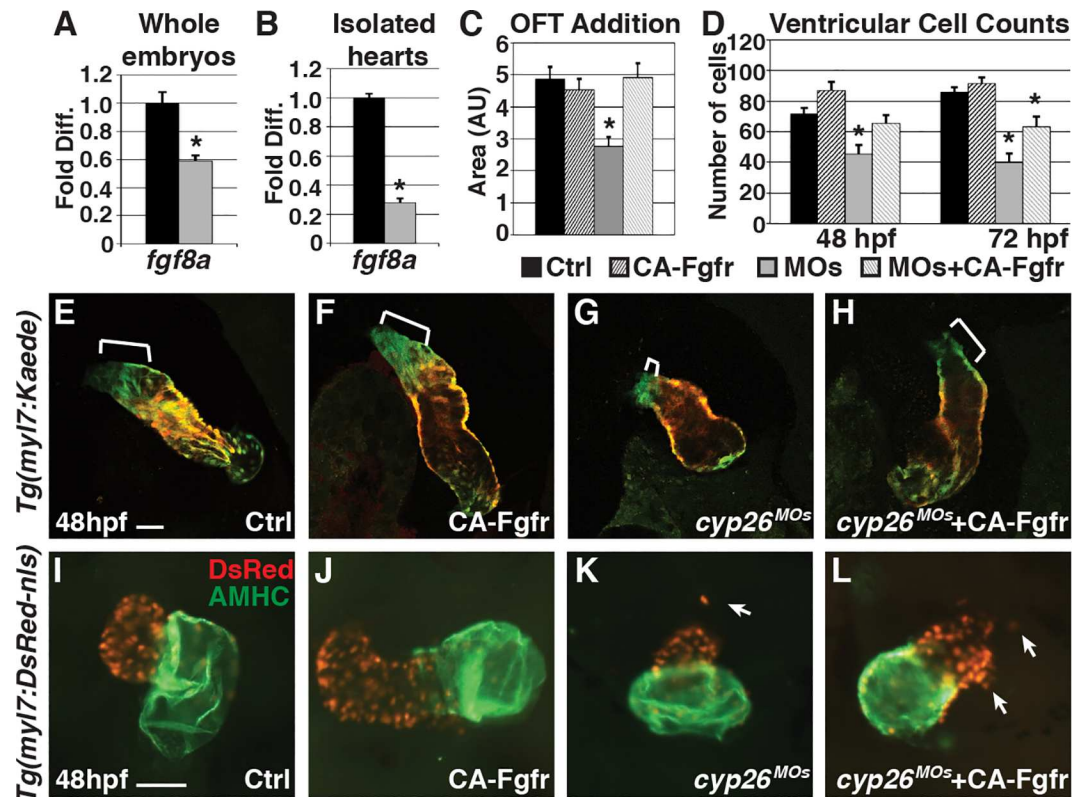 A Whole embryos
Fold Diff.
1.2
1.0
0.8
0.6
0.4
0.2
0
*
fgf8a
B Isolated hearts
Fold Diff.
1.2
1.0
0.8
0.6
0.4
0.2
0
*
fgf8a
C OFT Addition
Area (AU)
6
5
4
3
2
1
0
*
D Ventricular Cell Counts
Number of cells
120
100
80
60
40
20
0
*
*
*
48 hpf
72 hpf
Ctrl CA-Fgfr MOs MOs+CA-Fgfr
Tg(myl7:Kaede)
E
48hpf
Ctrl
F
CA-Fgfr
G
cyp26MOs
H
cyp26MOs+CA-Fgfr
Tg(myl7:DsRed-nls)
I
DsRed
AMHC
48hpf
Ctrl
J
CA-Fgfr
K
cyp26MOs
L
cyp26MOs+CA-Fgfr